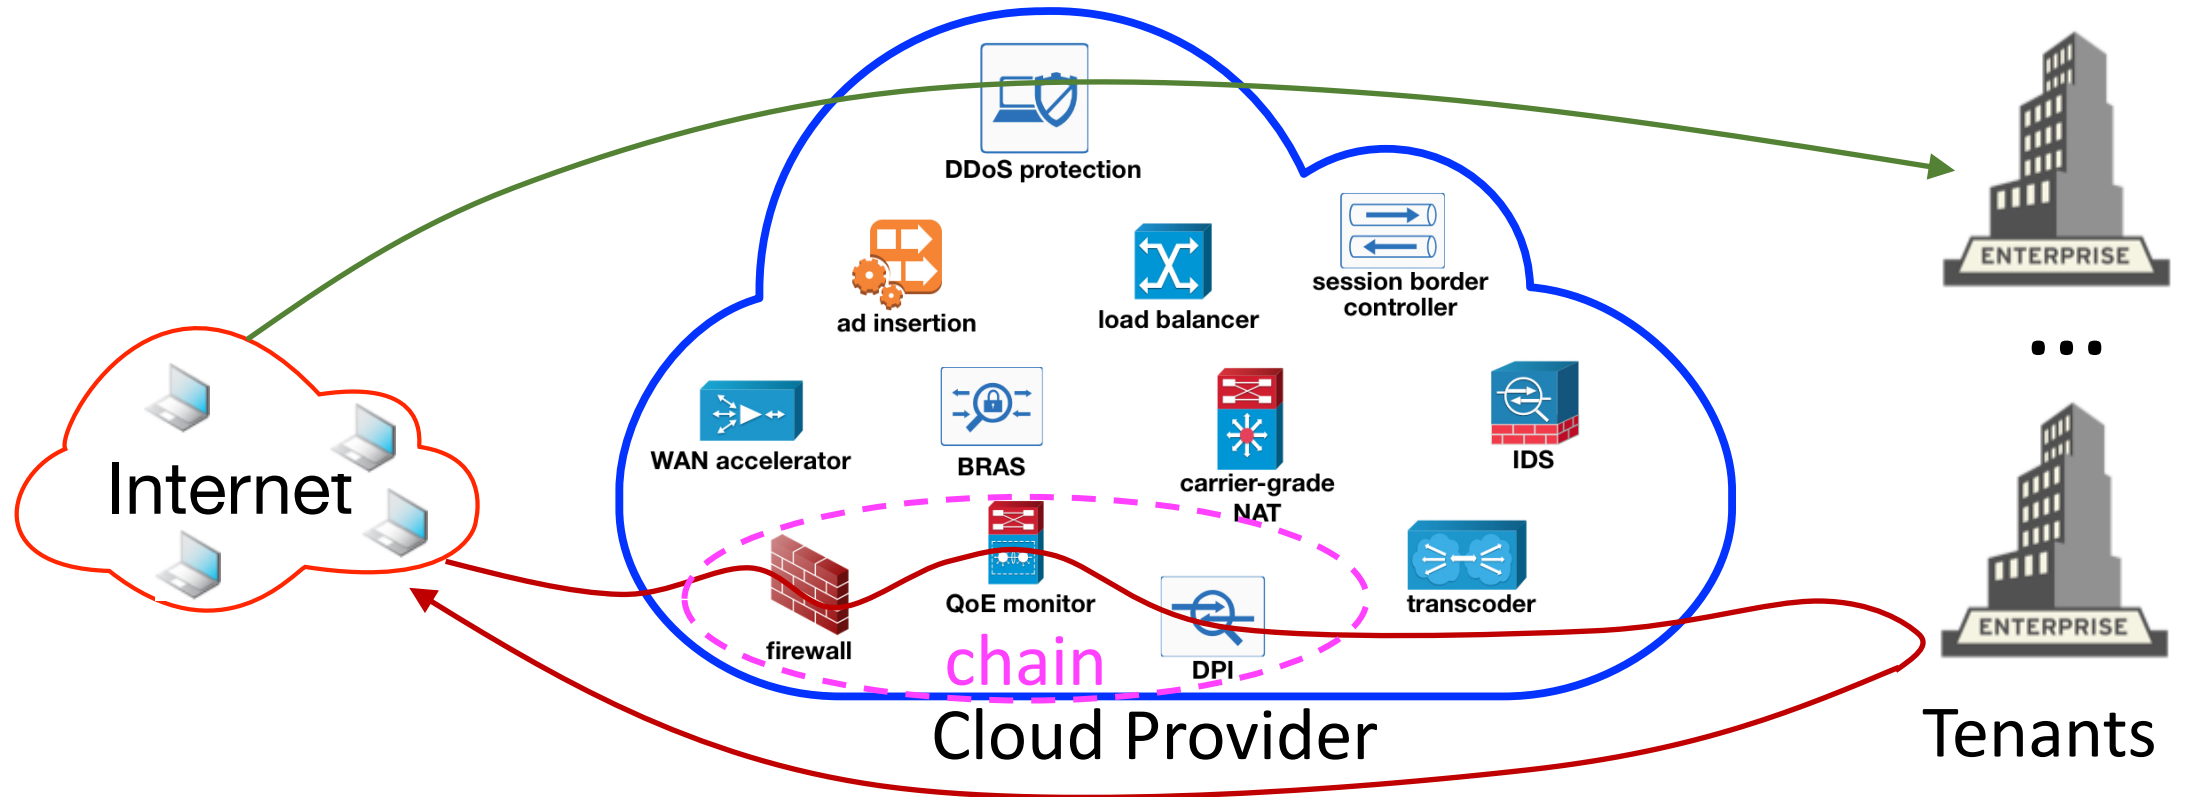 DDoS protection
ad insertion
load balancer
session border
controller
ENTERPRISE
...
WAN accelerator
BRAS
carrier-grade
NAT
IDS
Internet
firewall
QoE monitor
chain
DPI
transcoder
ENTERPRISE
Cloud Provider
Tenants